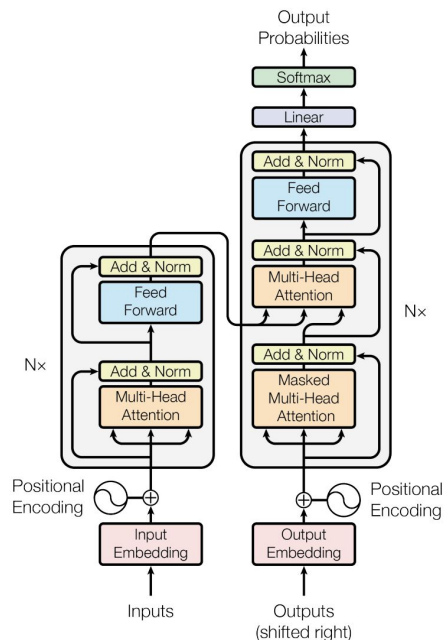 Output
Probabilities
Softmax
Linear
Add & Norm
Feed
Forward
Add & Norm
Multi-Head
Attention
Add & Norm
Masked
Multi-Head
Attention
Nx
Add & Norm
Feed
Forward
Add & Norm
Multi-Head
Attention
Nx
Positional
Encoding
Positional
Encoding
Input
Embedding
Output
Embedding
Inputs
Outputs
(shifted right)